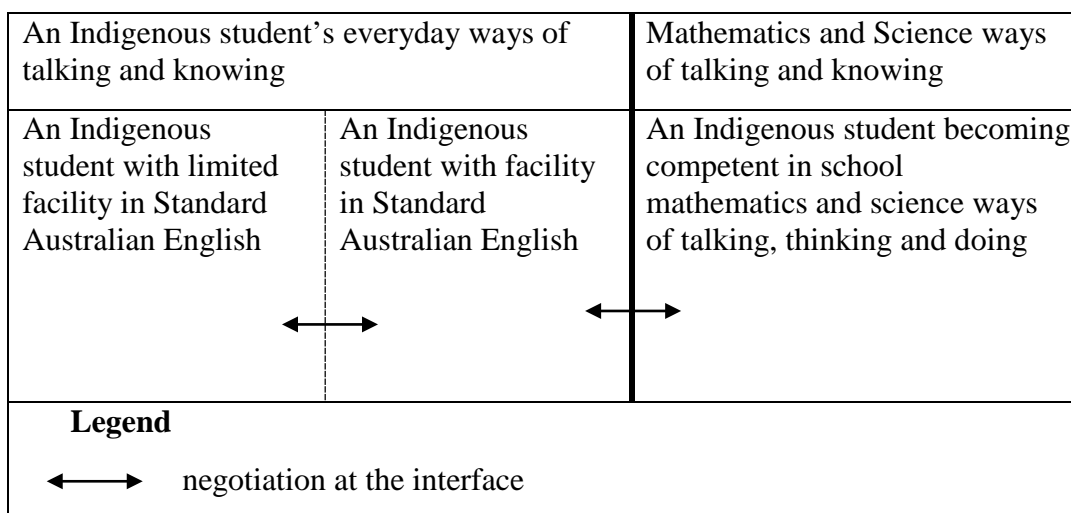 An Indigenous student’s everyday ways of
talking and knowing
Mathematics and Science ways
of talking and knowing
An Indigenous
student with limited
facility in Standard
Australian English
An Indigenous
student with facility
in Standard
Australian English
An Indigenous student becoming
competent in school
mathematics and science ways
of talking, thinking and doing
Legend
negotiation at the interface